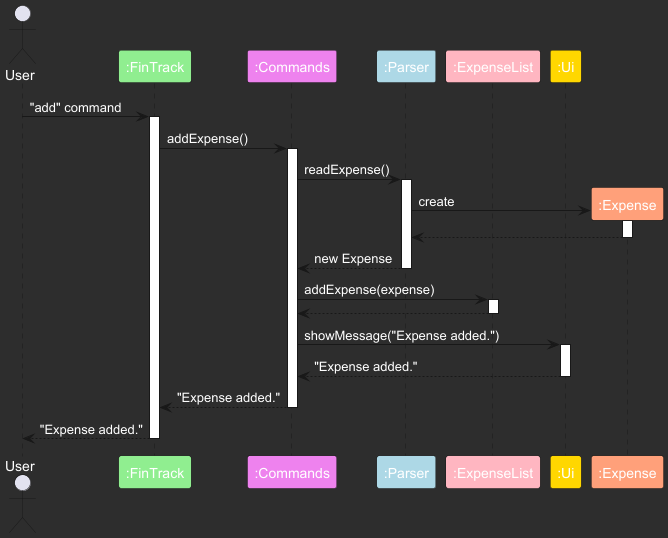 User
:FinTrack
:Commands
:Parser
:ExpenseList
:Ui
"add" command
addExpense()
readExpense()
create
:Expense
new Expense
addExpense(expense)
showMessage("Expense added.")
"Expense added."
"Expense added."
"Expense added."
User
:FinTrack
:Commands
:Parser
:ExpenseList
:Ui
:Expense